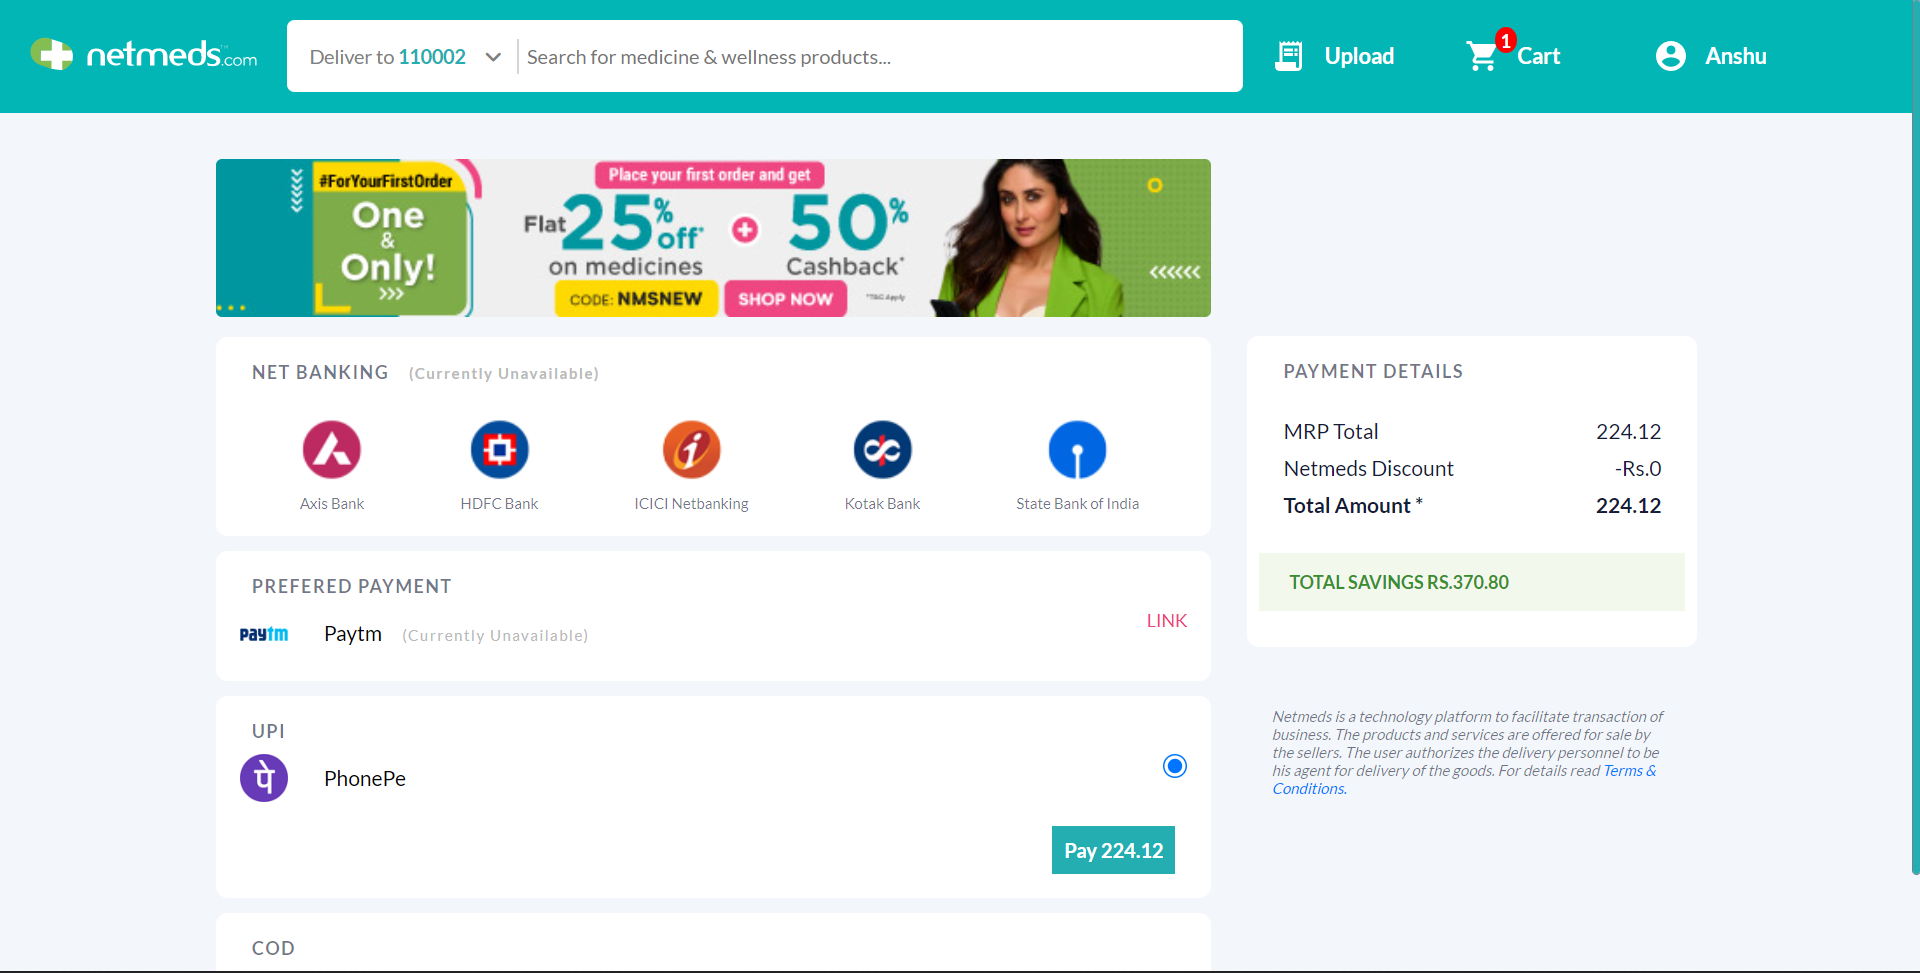 netmeds.com
Deliver to 110002
Search for medicine & wellness products...
Upload
1
Cart
Anshu
#ForYourFirstOrder
One
&
Only!
Place your first order and get
Flat 25% off*
on medicines
50%
Cashback*
CODE: NMSNEW
SHOP NOW
*T&C Apply
NET BANKING (Currently Unavailable)
Axis Bank
HDFC Bank
ICICI Netbanking
Kotak Bank
State Bank of India
PREFERED PAYMENT
paytm
Paytm (Currently Unavailable)
LINK
UPI
पे
PhonePe
Pay 224.12
COD
PAYMENT DETAILS
MRP Total 224.12
Netmeds Discount -Rs.0
Total Amount * 224.12
TOTAL SAVINGS RS.370.80
Netmeds is a technology platform to facilitate transaction of
business. The products and services are offered for sale by
the sellers. The user authorizes the delivery personnel to be
his agent for delivery of the goods. For details read Terms &
Conditions.